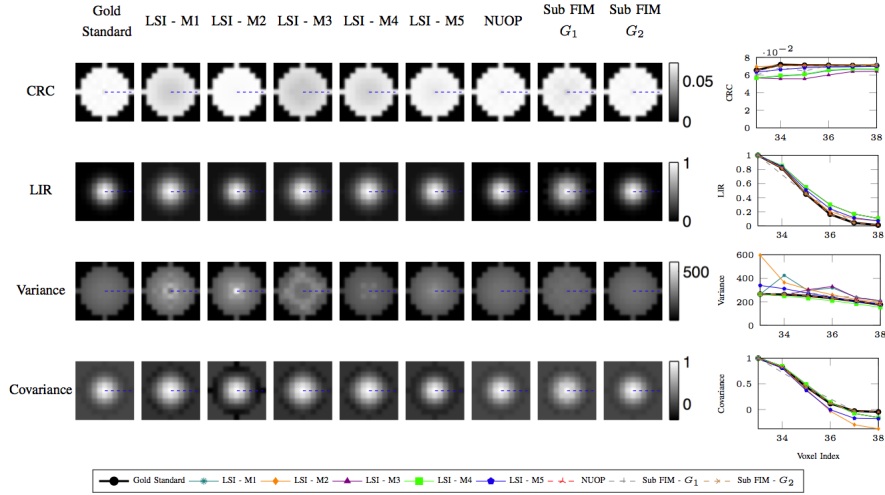 Gold
Standard
LSI - M1
LSI - M2
LSI - M3
LSI - M4
LSI - M5
NUOP
Sub FIM
G1
Sub FIM
G2
CRC
0.05
0
CRC
·10−2
8
6
4
2
0
34
36
38
LIR
1
0
LIR
1
0.8
0.6
0.4
0.2
0
34
36
38
Variance
500
0
Variance
600
400
200
0
34
36
38
Covariance
1
0
Covariance
1
0.5
0
34
36
38
Voxel Index
Gold Standard LSI - M1 LSI - M2 LSI - M3 LSI - M4 LSI - M5 NUOP Sub FIM - G1 Sub FIM - G2